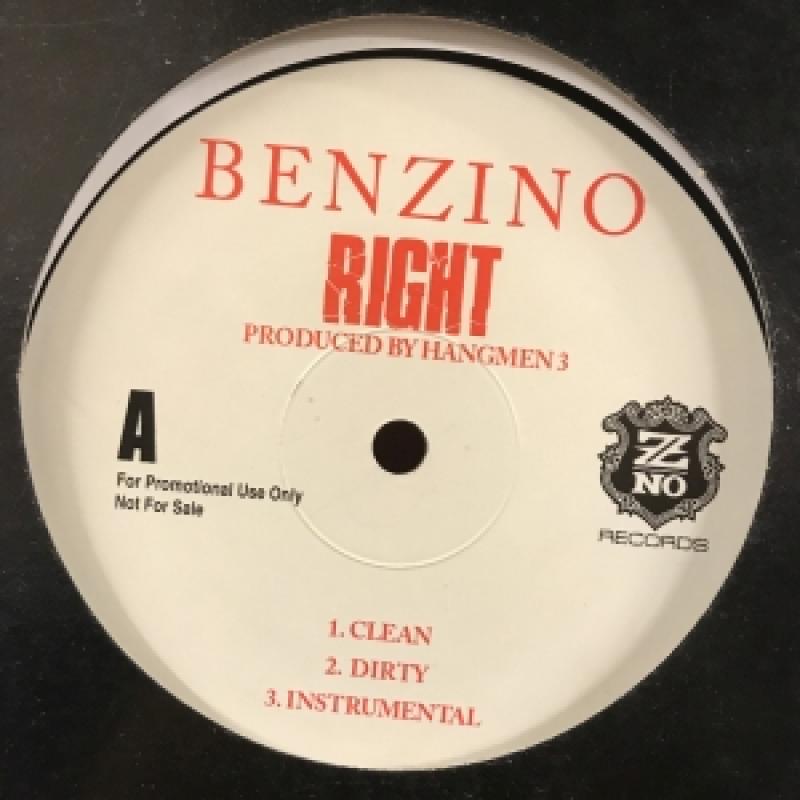 BENZINO
RIGHT
PRODUCED BY HANGMEN 3
A
For Promotional Use Only
Not For Sale
Z
NO
RECORDS
1. CLEAN
2. DIRTY
3. INSTRUMENTAL